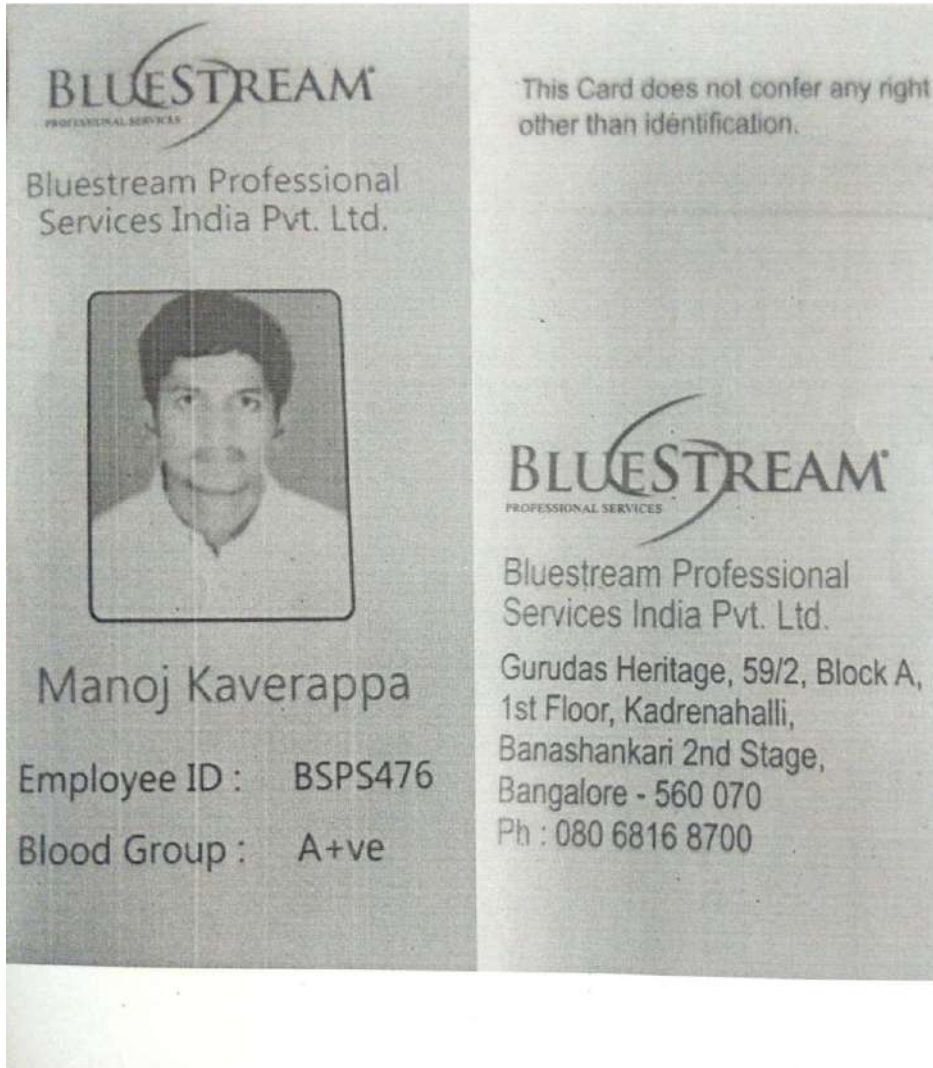 BLUESTREAM
PROFESSIONAL SERVICES
Bluestream Professional
Services India Pvt. Ltd.
Manoj Kaverappa
Employee ID : BSPS476
Blood Group : A+ve
This Card does not confer any right
other than identification.
BLUESTREAM
PROFESSIONAL SERVICES
Bluestream Professional
Services India Pvt. Ltd.
Gurudas Heritage, 59/2, Block A,
1st Floor, Kadrenahalli,
Banashankari 2nd Stage,
Bangalore - 560 070
Ph : 080 6816 8700